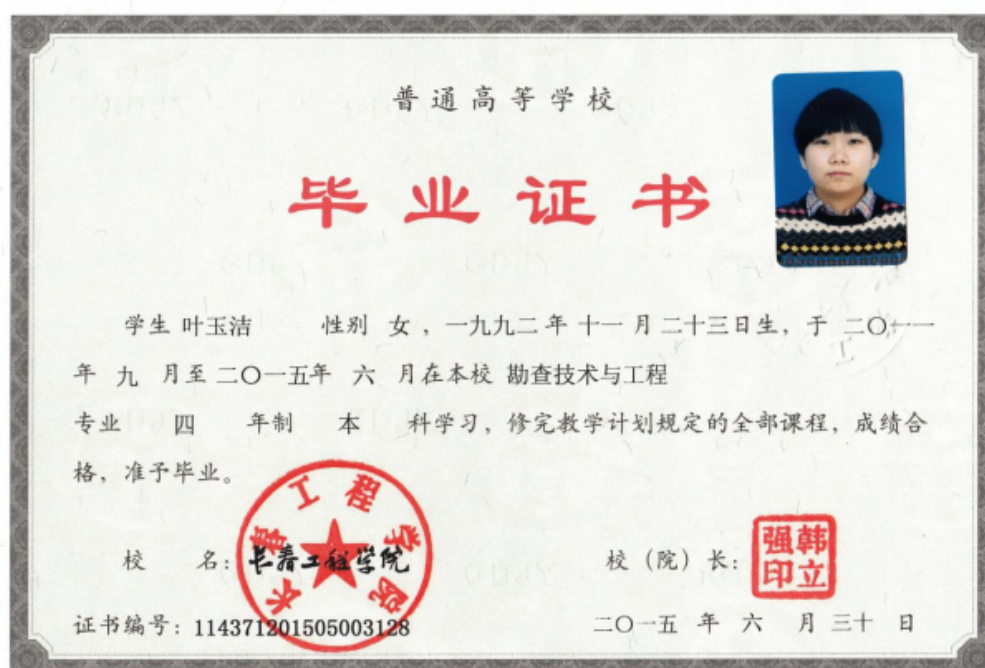 普通高等学校
毕业证书
学生 叶玉洁 性别 女，一九九二年 十一月 二十三日生，于 二〇一一
年 九 月至 二〇一五年 六 月在本校 勘查技术与工程
专业 四 年制 本 科学习，修完教学计划规定的全部课程，成绩合
格，准予毕业。
长春工程学院
校 名：长春工程学院
校（院）长：
韩立
强印
证书编号：114371201505003128
二〇一五 年 六 月 三十 日